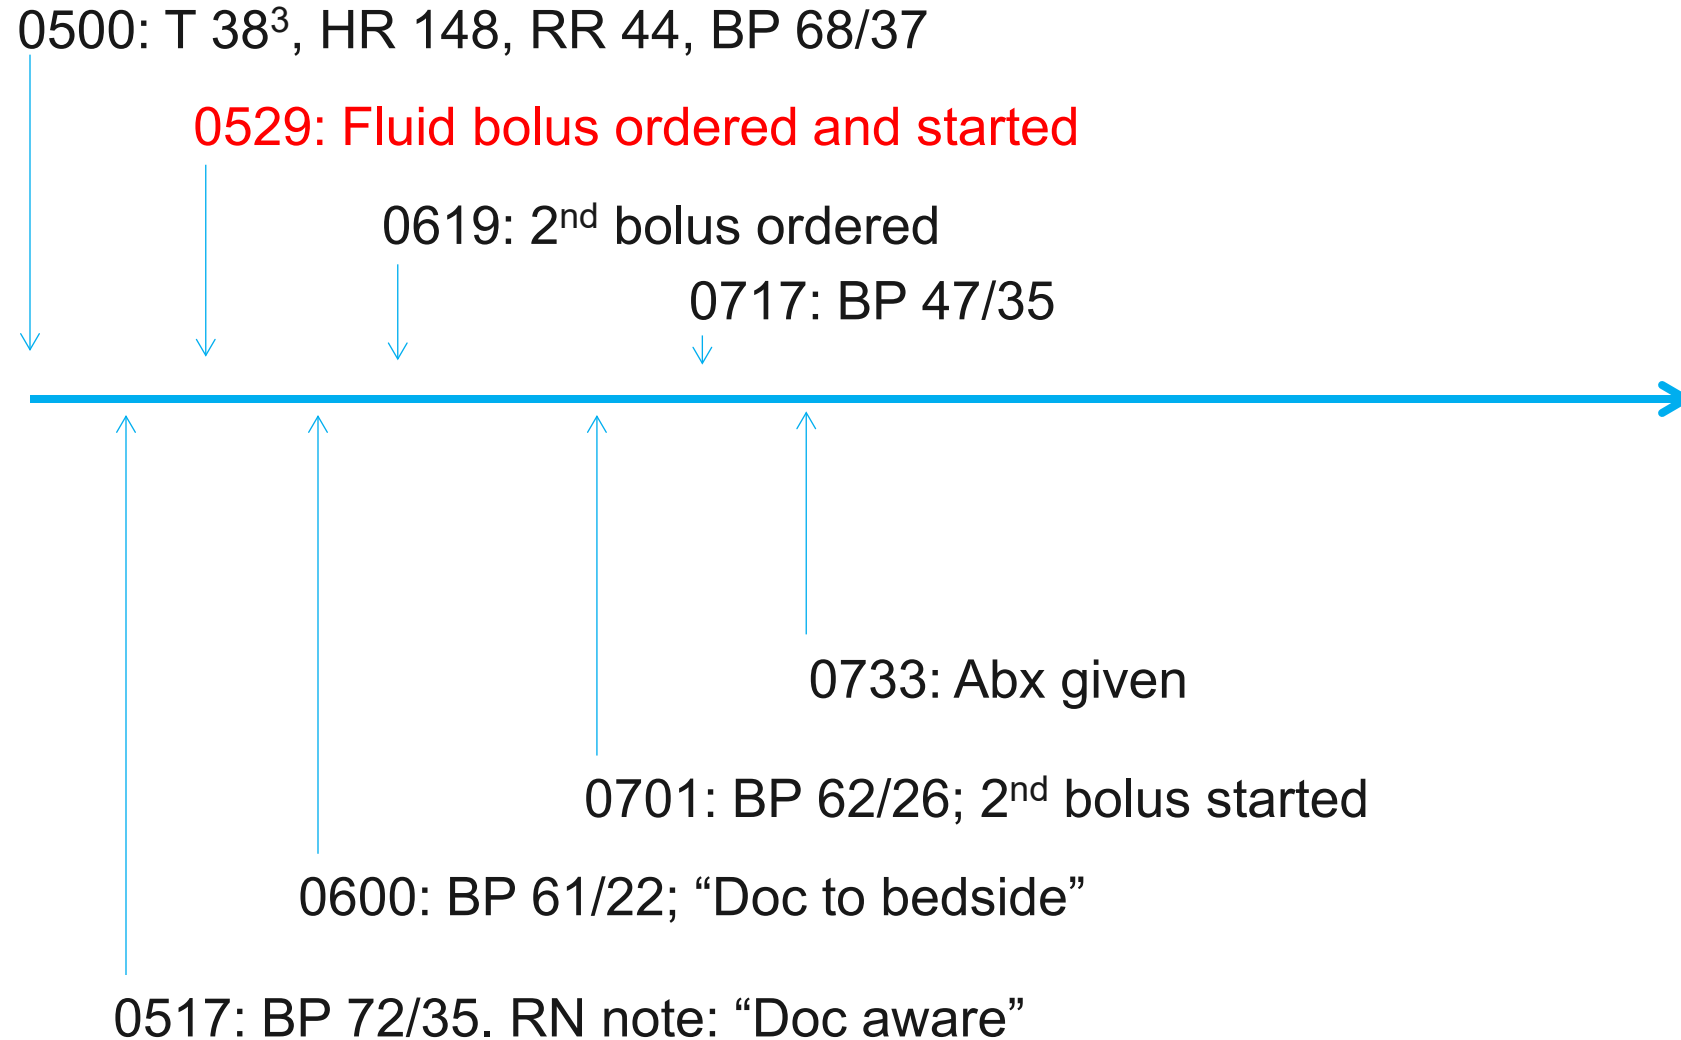 0500: T 38³, HR 148, RR 44, BP 68/37
0529: Fluid bolus ordered and started
0619: 2nd bolus ordered
0717: BP 47/35
0733: Abx given
0701: BP 62/26; 2nd bolus started
0600: BP 61/22; “Doc to bedside”
0517: BP 72/35. RN note: “Doc aware”